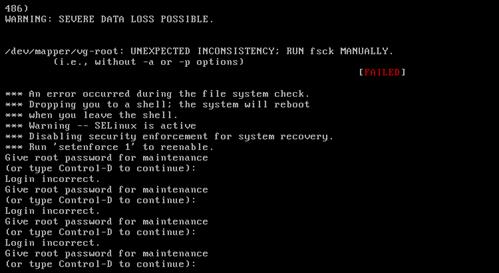 486)
WARNING: SEVERE DATA LOSS POSSIBLE.
/dev/mapper/vg-root: UNEXPECTED INCONSISTENCY; RUN fsck MANUALLY.
(i.e., without -a or -p options)
[FAILED]
*** An error occurred during the file system check.
*** Dropping you to a shell; the system will reboot
*** when you leave the shell.
*** Warning -- SELinux is active
*** Disabling security enforcement for system recovery.
*** Run 'setenforce 1' to reenable.
Give root password for maintenance
(or type Control-D to continue):
Login incorrect.
Give root password for maintenance
(or type Control-D to continue):
Login incorrect.
Give root password for maintenance
(or type Control-D to continue):
Login incorrect.
Give root password for maintenance
(or type Control-D to continue):